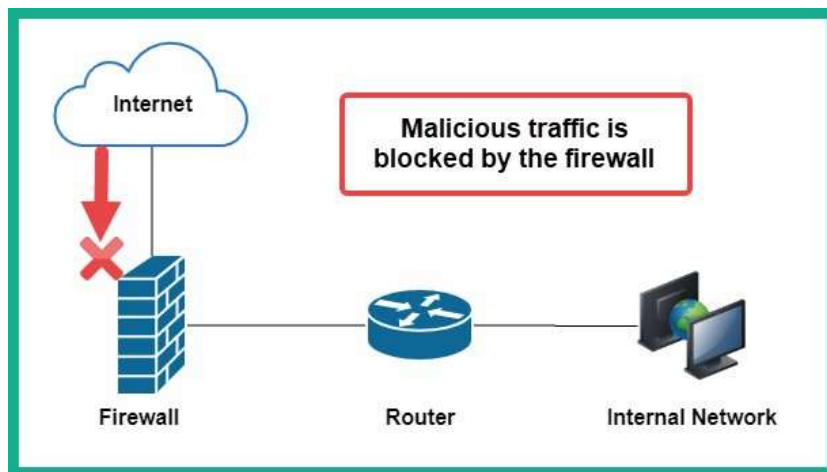 Internet
Malicious traffic is
blocked by the firewall
Firewall
Router
Internal Network